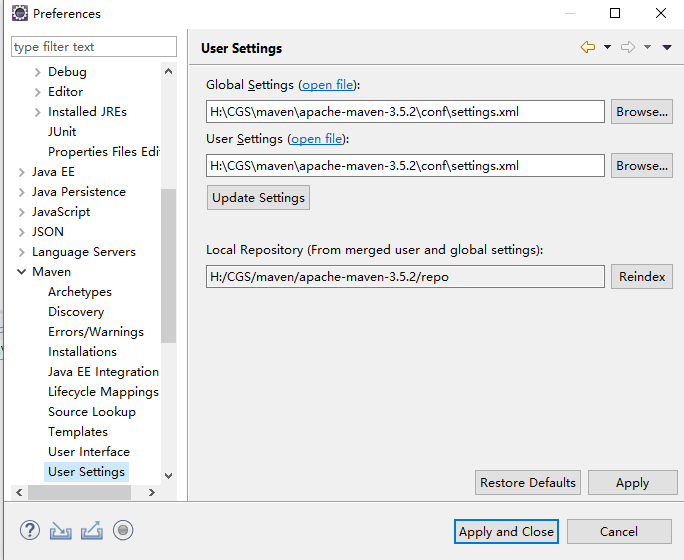 Preferences
type filter text
Debug
Editor
Installed JREs
JUnit
Properties Files Edi
Java EE
Java Persistence
JavaScript
JSON
Language Servers
Maven
Archetypes
Discovery
Errors/Warnings
Installations
Java EE Integration
Lifecycle Mappings
Source Lookup
Templates
User Interface
User Settings
User Settings
Global Settings (open file):
H:\CGS\maven\apache-maven-3.5.2\conf\settings.xml Browse...
User Settings (open file):
H:\CGS\maven\apache-maven-3.5.2\conf\settings.xml Browse...
Update Settings
Local Repository (From merged user and global settings):
H:/CGS/maven/apache-maven-3.5.2/repo Reindex
Restore Defaults Apply
? Apply and Close Cancel